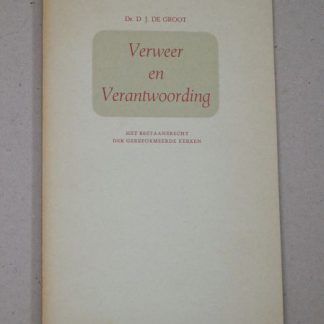 Dr. D. J. DE GROOT
Verweer
en
Verantwoording
HET BESTAANSRECHT
DER GEREFORMEERDE KERKEN